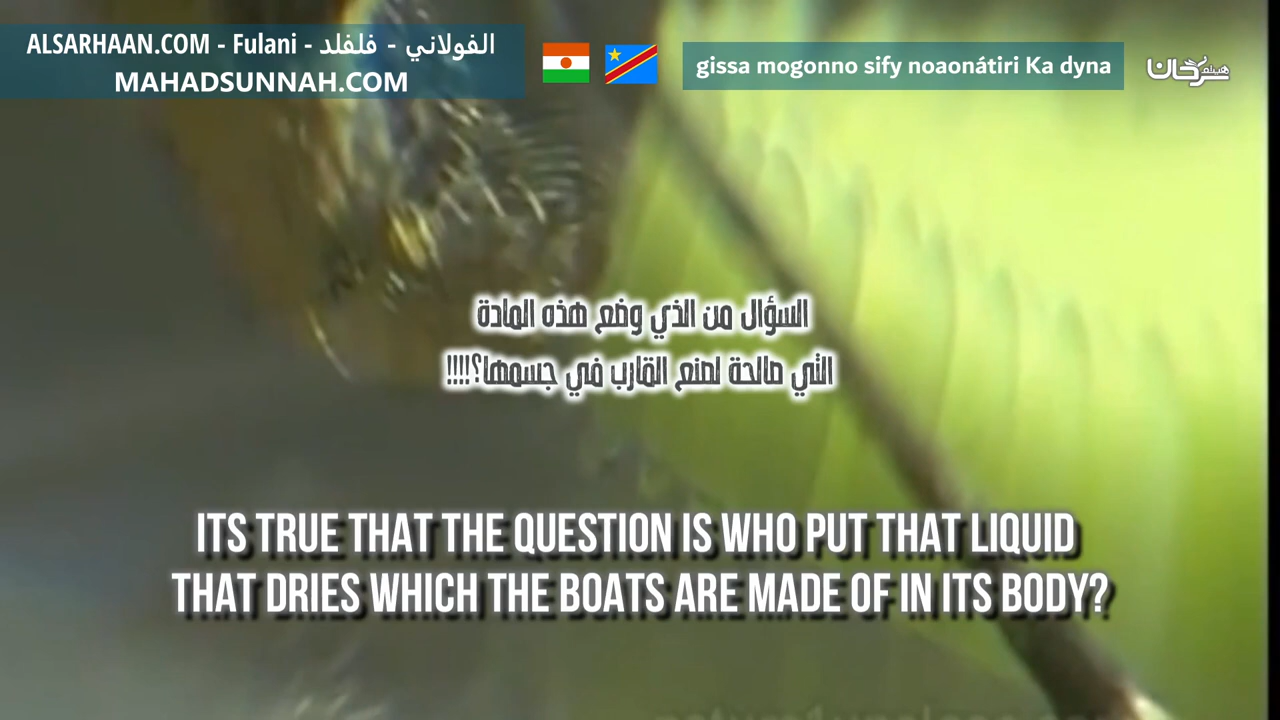 ALSARHAAN.COM - Fulani - فلفلد - الفولاني
MAHADSUNNAH.COM
gissa mogonno sify noaonátiri Ka dyna
السؤال من الذي وضع هذه المادة
التي صالحة لصنع القارب في جسمها؟!!!!
ITS TRUE THAT THE QUESTION IS WHO PUT THAT LIQUID
THAT DRIES WHICH THE BOATS ARE MADE OF IN ITS BODY?